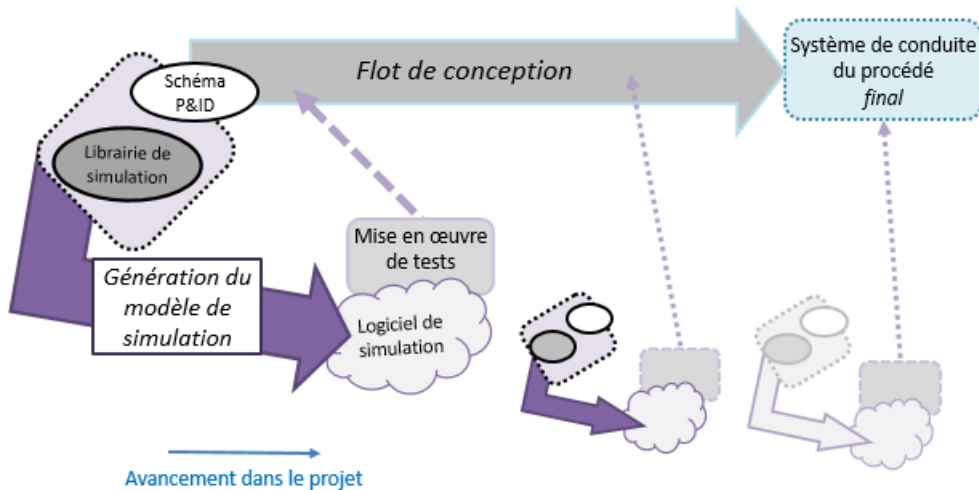 Schéma
P&ID
Flot de conception
Système de conduite
du procédé
final
Librairie de
simulation
Mise en œuvre
de tests
Génération du
modèle de
simulation
Logiciel de
simulation
Avancement dans le projet